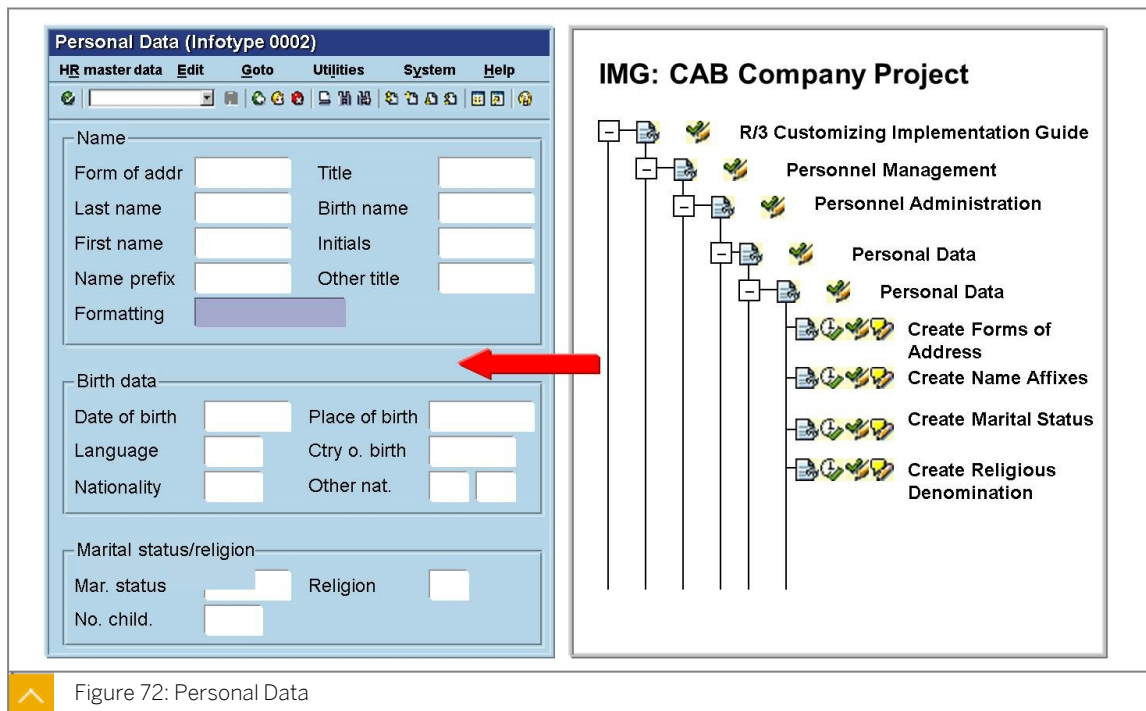 Personal Data (Infotype 0002)
HR master data Edit Goto Utilities System Help
Name
Form of addr Title
Last name Birth name
First name Initials
Name prefix Other title
Formatting
Birth data
Date of birth Place of birth
Language Ctry o. birth
Nationality Other nat.
Marital status/religion
Mar. status Religion
No. child.
IMG: CAB Company Project
R/3 Customizing Implementation Guide
Personnel Management
Personnel Administration
Personal Data
Personal Data
Create Forms of
Address
Create Name Affixes
Create Marital Status
Create Religious
Denomination
Figure 72: Personal Data